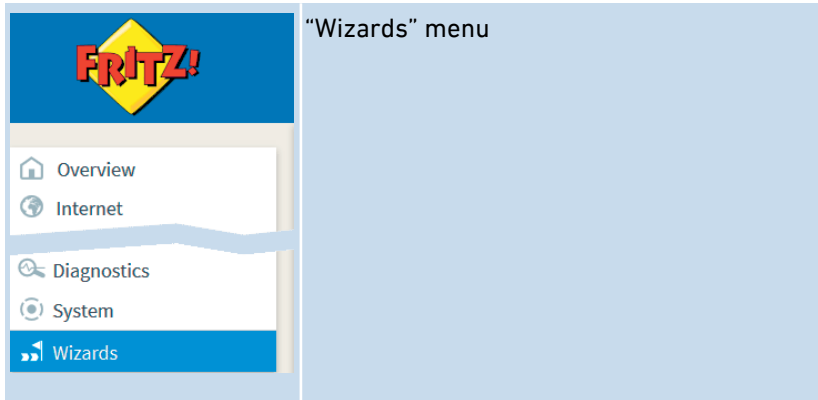 FRITZ!
“Wizards” menu
Overview
Internet
Diagnostics
System
Wizards